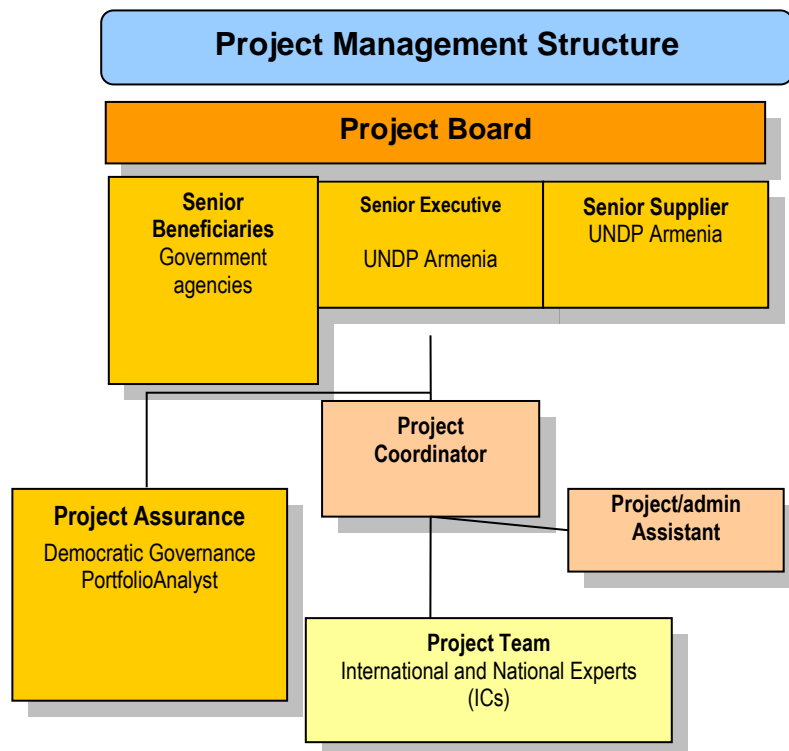 Project Management Structure
Project Board
Senior
Beneficiaries
Government
agencies
Senior Executive
UNDP Armenia
Senior Supplier
UNDP Armenia
Project
Coordinator
Project Assurance
Democratic Governance
PortfolioAnalyst
Project/admin
Assistant
Project Team
International and National Experts
(ICs)